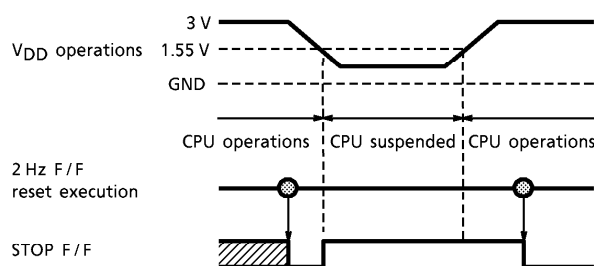 3 V
VDD operations 1.55 V
GND
CPU operations CPU suspended CPU operations
2 Hz F/F
reset execution
STOP F/F